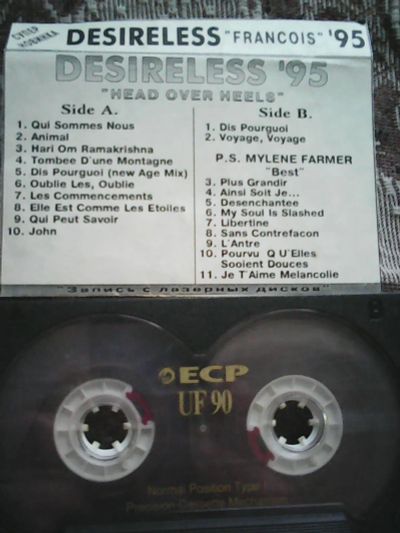 СУПЕР НОВИНКА
DESIRELESS "FRANCOIS" '95
DESIRELESS '95
"HEAD OVER HEELS"
Side A.
1. Qui Sommes Nous
2. Animal
3. Hari Om Ramakrishna
4. Tombee D'une Montagne
5. Dis Pourquoi (new Age Mix)
6. Oublie Les, Oublie
7. Les Commencements
8. Elle Est Comme Les Etoiles
9. Qui Peut Savoir
10. John
Side B.
1. Dis Pourguoi
2. Voyage, Voyage
P.S. MYLENE FARMER
"Best"
3. Plus Grandir
4. Ainsi Soit Je...
5. Desenchantee
6. My Soul Is Slashed
7. Libertine
8. Sans Contrefacon
9. L'Antre
10. Pourvu Q U'Elles
Sooient Douces
11. Je T'Aime Melancolie
"Запись с лазерных дисков"
B
ECP
UF 90
Normal Position Type I
Precision Cassette Mechanism